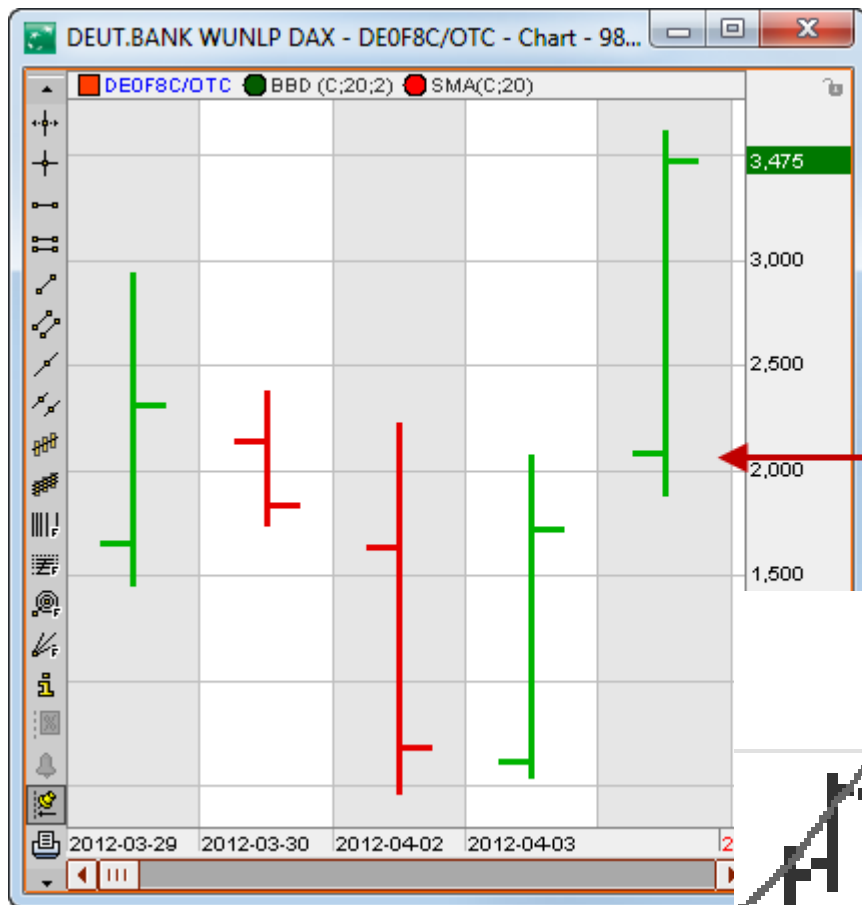 DEUT.BANK WUNLP DAX - DE0F8C/OTC - Chart - 98...
DE0F8C/OTC BBD (C;20;2) SMA(C;20)
3,475
3,000
2,500
2,000
1,500
2012-03-29 2012-03-30 2012-04-02 2012-04-03 2